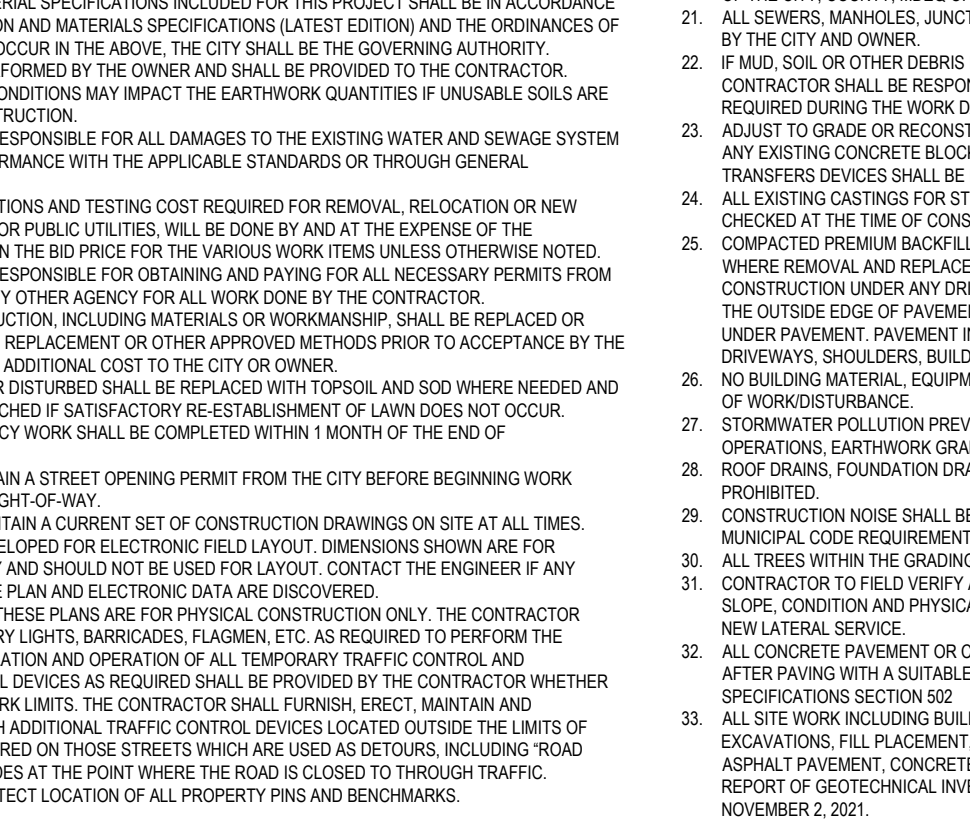 ERIAL SPECIFICATIONS INCLUDED FOR THIS PROJECT SHALL BE IN ACCORDANCE
ON AND MATERIALS SPECIFICATIONS (LATEST EDITION) AND THE ORDINANCES OF
OCCUR IN THE ABOVE, THE CITY SHALL BE THE GOVERNING AUTHORITY.
FORMED BY THE OWNER AND SHALL BE PROVIDED TO THE CONTRACTOR.
ONDITIONS MAY IMPACT THE EARTHWORK QUANTITIES IF UNUSABLE SOILS ARE
TRUCTION.
ESPONSIBLE FOR ALL DAMAGES TO THE EXISTING WATER AND SEWAGE SYSTEM
RMANCE WITH THE APPLICABLE STANDARDS OR THROUGH GENERAL
TIONS AND TESTING COST REQUIRED FOR REMOVAL, RELOCATION OR NEW
OR PUBLIC UTILITIES, WILL BE DONE BY AND AT THE EXPENSE OF THE
N THE BID PRICE FOR THE VARIOUS WORK ITEMS UNLESS OTHERWISE NOTED.
ESPONSIBLE FOR OBTAINING AND PAYING FOR ALL NECESSARY PERMITS FROM
Y OTHER AGENCY FOR ALL WORK DONE BY THE CONTRACTOR.
UCTION, INCLUDING MATERIALS OR WORKMANSHIP, SHALL BE REPLACED OR
REPLACEMENT OR OTHER APPROVED METHODS PRIOR TO ACCEPTANCE BY THE
ADDITIONAL COST TO THE CITY OR OWNER.
R DISTURBED SHALL BE REPLACED WITH TOPSOIL AND SOD WHERE NEEDED AND
CHED IF SATISFACTORY RE-ESTABLISHMENT OF LAWN DOES NOT OCCUR.
CY WORK SHALL BE COMPLETED WITHIN 1 MONTH OF THE END OF
AIN A STREET OPENING PERMIT FROM THE CITY BEFORE BEGINNING WORK
GHT-OF-WAY.
TAIN A CURRENT SET OF CONSTRUCTION DRAWINGS ON SITE AT ALL TIMES.
ELOPED FOR ELECTRONIC FIELD LAYOUT. DIMENSIONS SHOWN ARE FOR
Y AND SHOULD NOT BE USED FOR LAYOUT. CONTACT THE ENGINEER IF ANY
E PLAN AND ELECTRONIC DATA ARE DISCOVERED.
THESE PLANS ARE FOR PHYSICAL CONSTRUCTION ONLY. THE CONTRACTOR
RY LIGHTS, BARRICADES, FLAGMEN, ETC. AS REQUIRED TO PERFORM THE
ATION AND OPERATION OF ALL TEMPORARY TRAFFIC CONTROL AND
L DEVICES AS REQUIRED SHALL BE PROVIDED BY THE CONTRACTOR WHETHER
RK LIMITS. THE CONTRACTOR SHALL FURNISH, ERECT, MAINTAIN AND
H ADDITIONAL TRAFFIC CONTROL DEVICES LOCATED OUTSIDE THE LIMITS OF
RED ON THOSE STREETS WHICH ARE USED AS DETOURS, INCLUDING “ROAD
DES AT THE POINT WHERE THE ROAD IS CLOSED TO THROUGH TRAFFIC.
TECT LOCATION OF ALL PROPERTY PINS AND BENCHMARKS.
21. ALL SEWERS, MANHOLES, JUNCT
BY THE CITY AND OWNER.
22. IF MUD, SOIL OR OTHER DEBRIS
CONTRACTOR SHALL BE RESPON
REQUIRED DURING THE WORK D
23. ADJUST TO GRADE OR RECONST
ANY EXISTING CONCRETE BLOCK
TRANSFERS DEVICES SHALL BE
24. ALL EXISTING CASTINGS FOR ST
CHECKED AT THE TIME OF CONS
25. COMPACTED PREMIUM BACKFILL
WHERE REMOVAL AND REPLACE
CONSTRUCTION UNDER ANY DRI
THE OUTSIDE EDGE OF PAVEME
UNDER PAVEMENT. PAVEMENT IN
DRIVEWAYS, SHOULDERS, BUILD
26. NO BUILDING MATERIAL, EQUIPM
OF WORK/DISTURBANCE.
27. STORMWATER POLLUTION PREV
OPERATIONS, EARTHWORK GRA
28. ROOF DRAINS, FOUNDATION DRA
PROHIBITED.
29. CONSTRUCTION NOISE SHALL BE
MUNICIPAL CODE REQUIREMENT
30. ALL TREES WITHIN THE GRADING
31. CONTRACTOR TO FIELD VERIFY A
SLOPE, CONDITION AND PHYSICA
NEW LATERAL SERVICE.
32. ALL CONCRETE PAVEMENT OR C
AFTER PAVING WITH A SUITABLE
SPECIFICATIONS SECTION 502
33. ALL SITE WORK INCLUDING BUIL
EXCAVATIONS, FILL PLACEMENT,
ASPHALT PAVEMENT, CONCRETE
REPORT OF GEOTECHNICAL INVE
NOVEMBER 2, 2021.